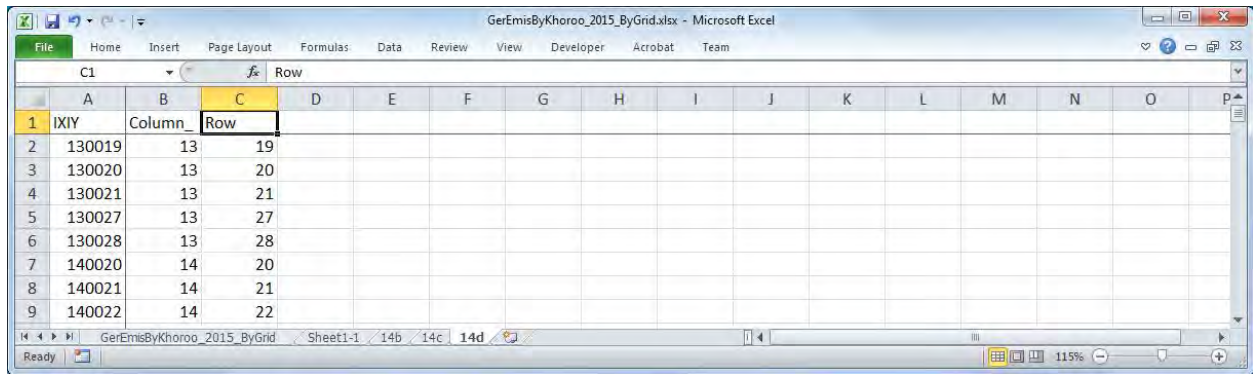 GerEmisByKhoroo_2015_ByGrid.xlsx - Microsoft Excel
File Home Insert Page Layout Formulas Data Review View Developer Acrobat Team
C1 fx Row
A B C D E F G H I J K L M N O P
1 IXIY Column_ Row
2 130019 13 19
3 130020 13 20
4 130021 13 21
5 130027 13 27
6 130028 13 28
7 140020 14 20
8 140021 14 21
9 140022 14 22
GerEmisByKhoroo_2015_ByGrid Sheet1-1 14b 14c 14d
Ready 115%